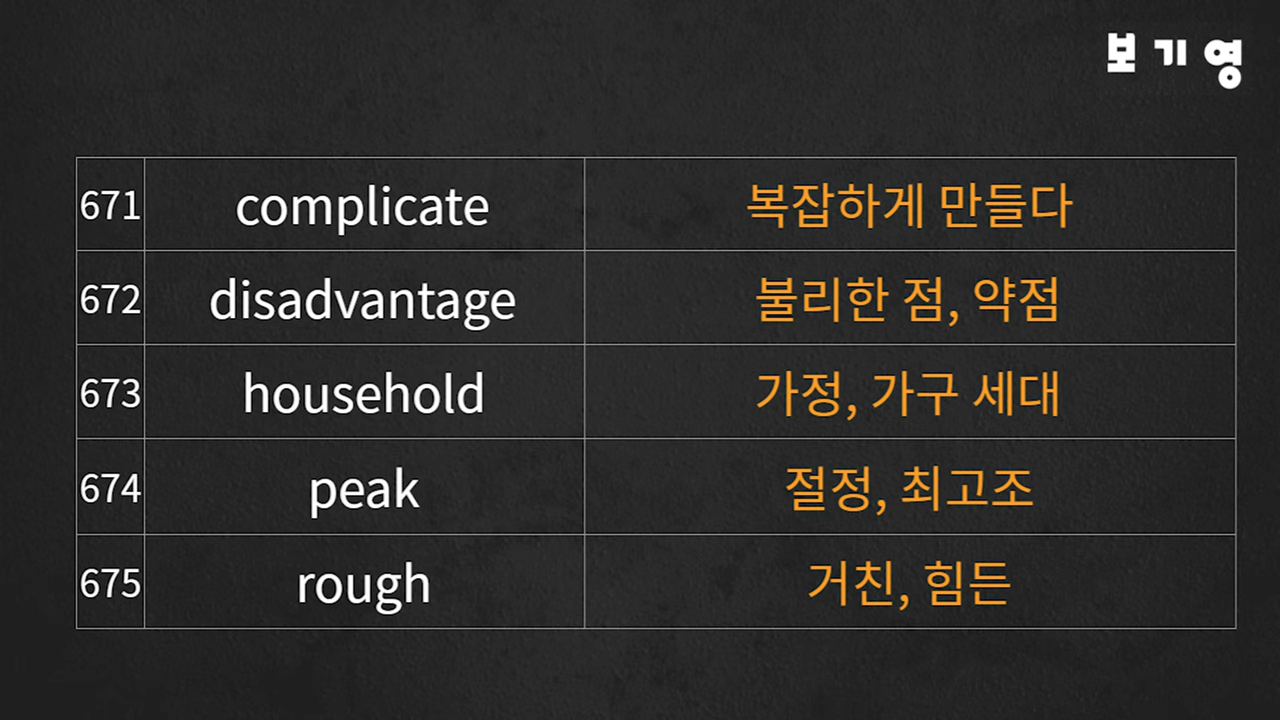 보기영
671 complicate 복잡하게 만들다
672 disadvantage 불리한 점, 약점
673 household 가정, 가구 세대
674 peak 절정, 최고조
675 rough 거친, 힘든